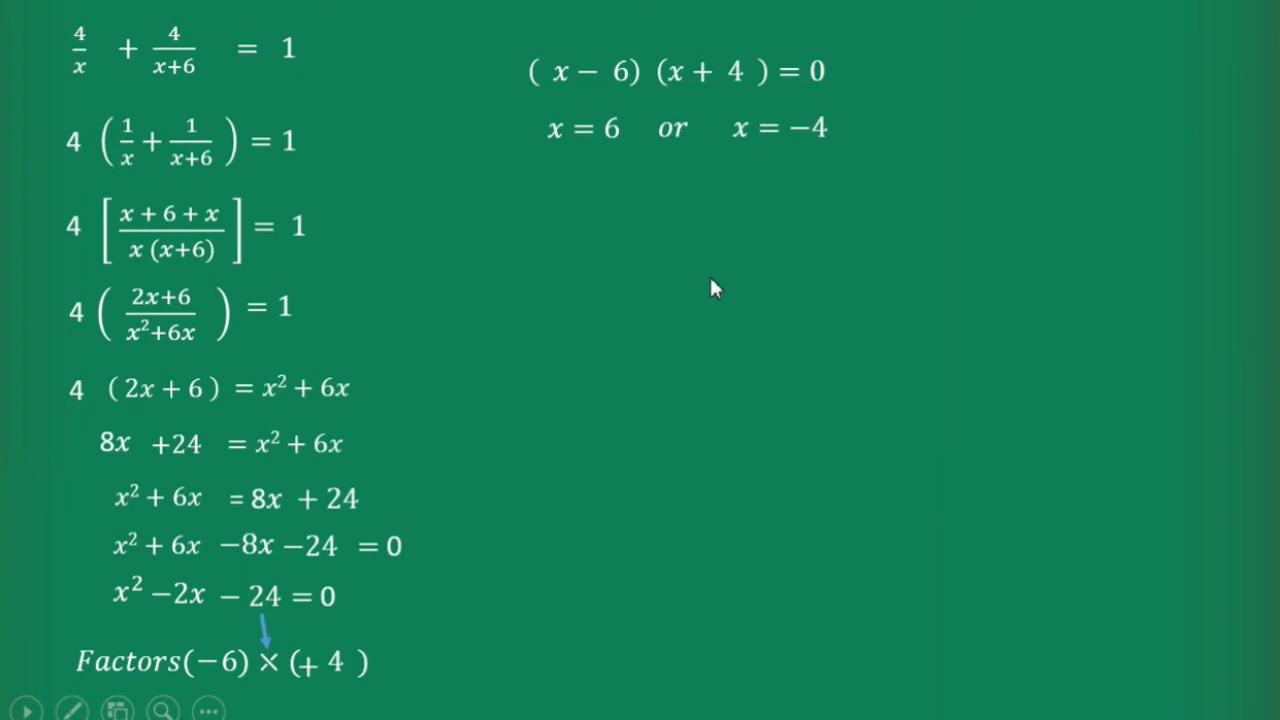 4/x + 4/(x+6) = 1
4 (1/x + 1/(x+6)) = 1
4 [(x + 6 + x)/(x (x+6))] = 1
4 ((2x+6)/(x²+6x)) = 1
4 (2x + 6) = x² + 6x
8x +24 = x² + 6x
x² + 6x = 8x + 24
x² + 6x −8x −24 = 0
x² −2x − 24 = 0
Factors(−6) × (+ 4 )
( x − 6) (x + 4 ) = 0
x = 6 or x = −4